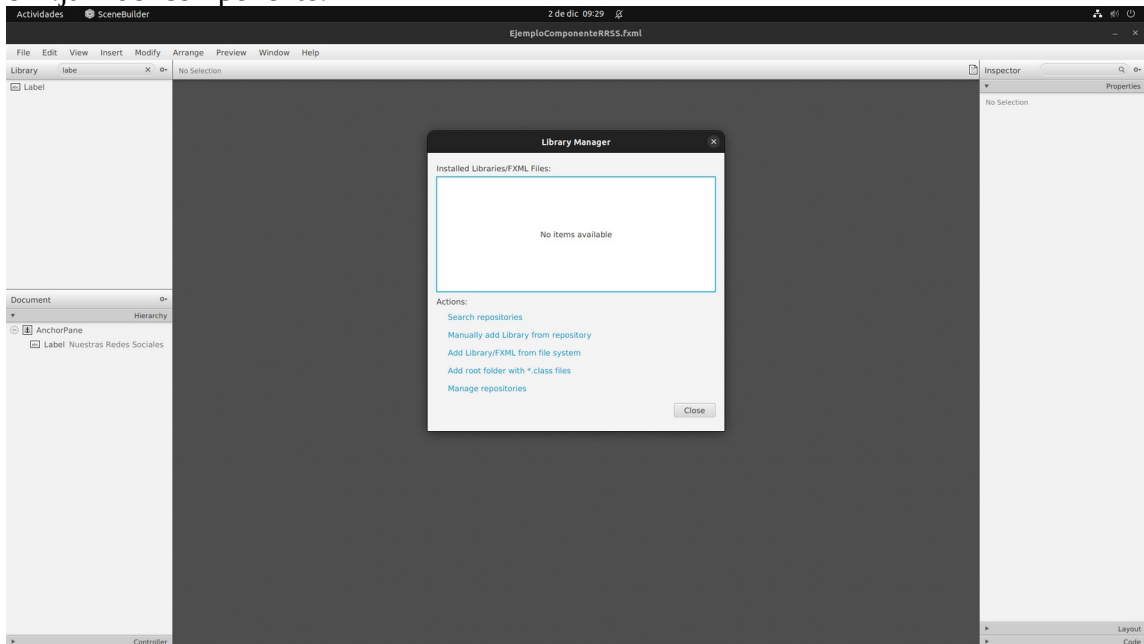 Actividades SceneBuilder 2 de dic 09:29
EjemploComponenteRRSS.fxml
File Edit View Insert Modify Arrange Preview Window Help
Library labe No Selection Inspector
Label Properties
No Selection
Library Manager
Installed Libraries/FXML Files:
No items available
Document
Hierarchy
AnchorPane
Label Nuestras Redes Sociales
Actions:
Search repositories
Manually add Library from repository
Add Library/FXML from file system
Add root folder with *.class files
Manage repositories
Close
Layout
Controller Code